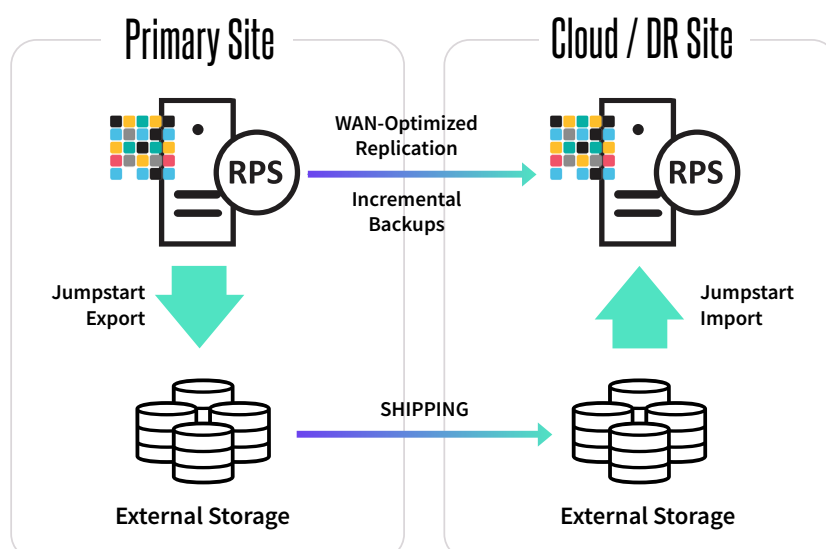 Primary Site
Cloud / DR Site
WAN-Optimized
Replication
RPS
RPS
Incremental
Backups
Jumpstart
Export
Jumpstart
Import
SHIPPING
External Storage
External Storage